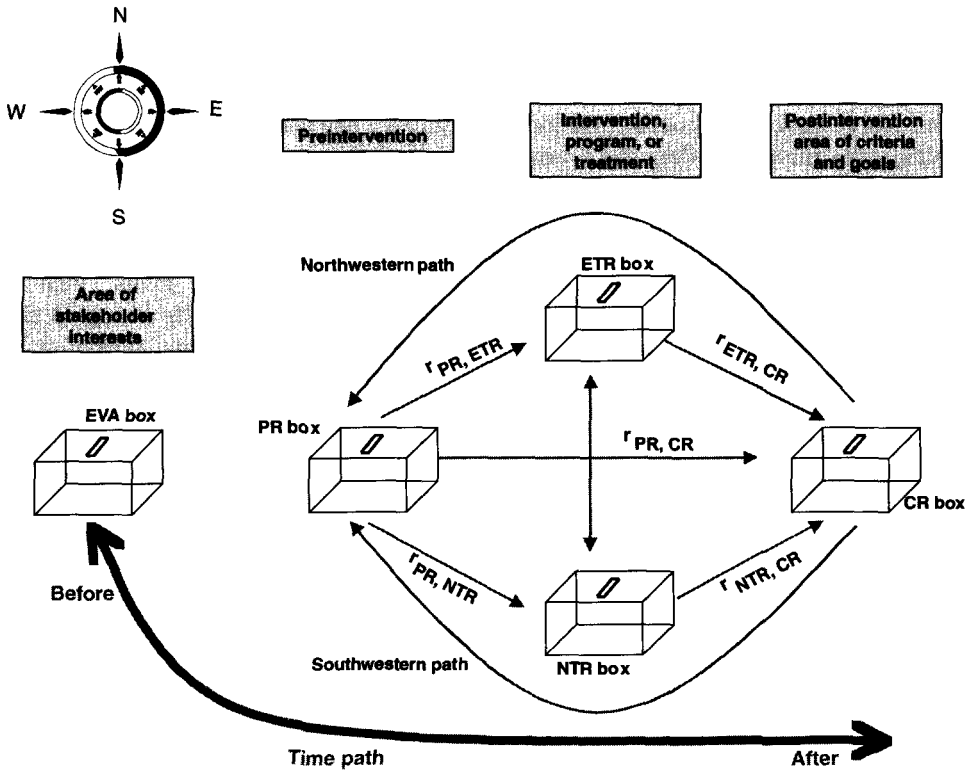 N
W
E
S
Preintervention
Intervention,
program, or
treatment
Postintervention
area of criteria
and goals
Area of
stakeholder
interests
Northwestern path
ETR box
r PR, ETR
r ETR, CR
EVA box
PR box
r PR, CR
CR box
r PR, NTR
r NTR, CR
Before
Southwestern path
NTR box
Time path
After